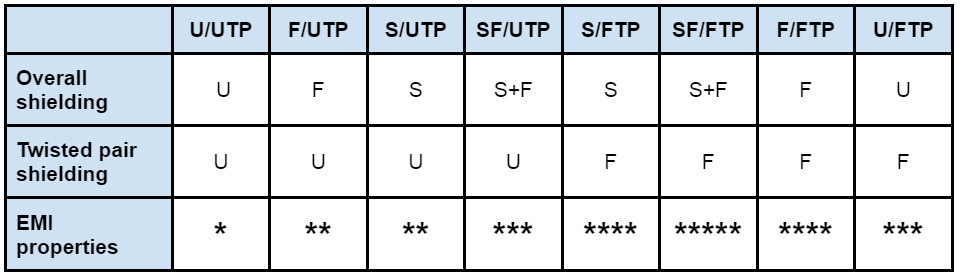 U/UTP F/UTP S/UTP SF/UTP S/FTP SF/FTP F/FTP U/FTP
Overall
shielding U F S S+F S S+F F U
Twisted pair
shielding U U U U F F F F
EMI
properties * ** ** *** **** ***** **** ***